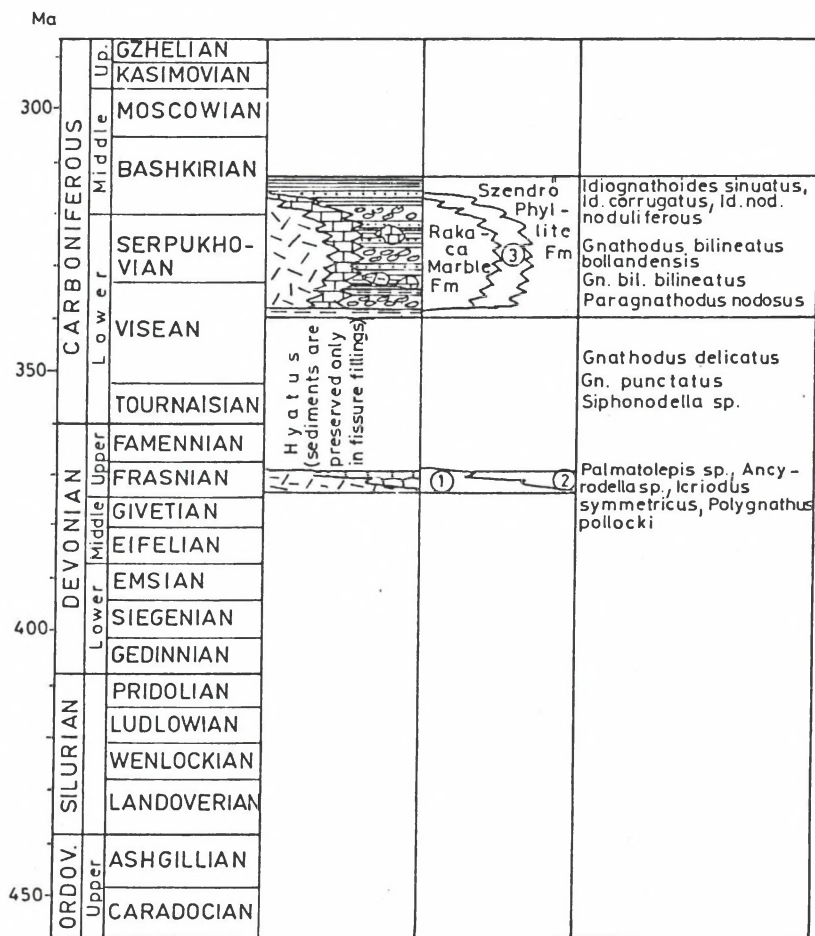 Ma
300
350
400
450
CARBONIFEROUS
DEVONIAN
SILURIAN
ORDOV.
Up.
Middle
Lower
Upper
Middle
Lower
Upper
GZHELIAN
KASIMOVIAN
MOSCOWIAN
BASHKIRIAN
SERPUKHO-
VIAN
VISEAN
TOURNAISIAN
FAMENNIAN
FRASNIAN
GIVETIAN
EIFELIAN
EMSIAN
SIEGENIAN
GEDINNIAN
PRIDOLIAN
LUDLOWIAN
WENLOCKIAN
LANDOVERIAN
ASHGILLIAN
CARADOCIAN
Hyatus
(sediments are
preserved only
in fissure fillings)
Szendrő
Phyl-
lite
Fm
Raka-
ca
Marble
Fm
3
1
2
Idiognathoides sinuatus,
Id. corrugatus, Id. nod.
noduliferous
Gnathodus bilineatus
bollandensis
Gn. bil. bilineatus
Paragnathodus nodosus
Gnathodus delicatus
Gn. punctatus
Siphonodella sp.
Palmatolepis sp., Ancy-
rodella sp., Icriodus
symmetricus, Polygnathus
pollocki